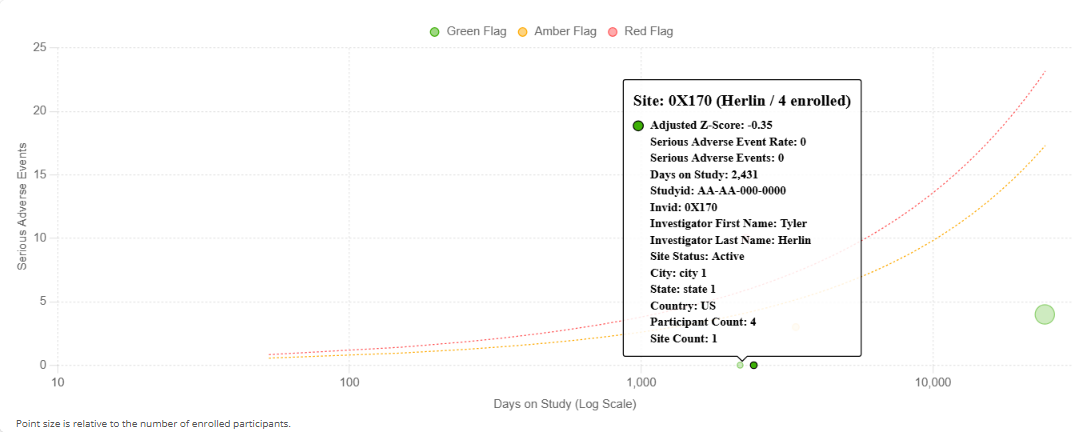 Green Flag Amber Flag Red Flag
25
20
15
10
5
0
Serious Adverse Events
Site: 0X170 (Herlin / 4 enrolled)
Adjusted Z-Score: -0.35
Serious Adverse Event Rate: 0
Serious Adverse Events: 0
Days on Study: 2,431
Studyid: AA-AA-000-0000
Invid: 0X170
Investigator First Name: Tyler
Investigator Last Name: Herlin
Site Status: Active
City: city 1
State: state 1
Country: US
Participant Count: 4
Site Count: 1
10 100 1,000 10,000
Days on Study (Log Scale)
Point size is relative to the number of enrolled participants.